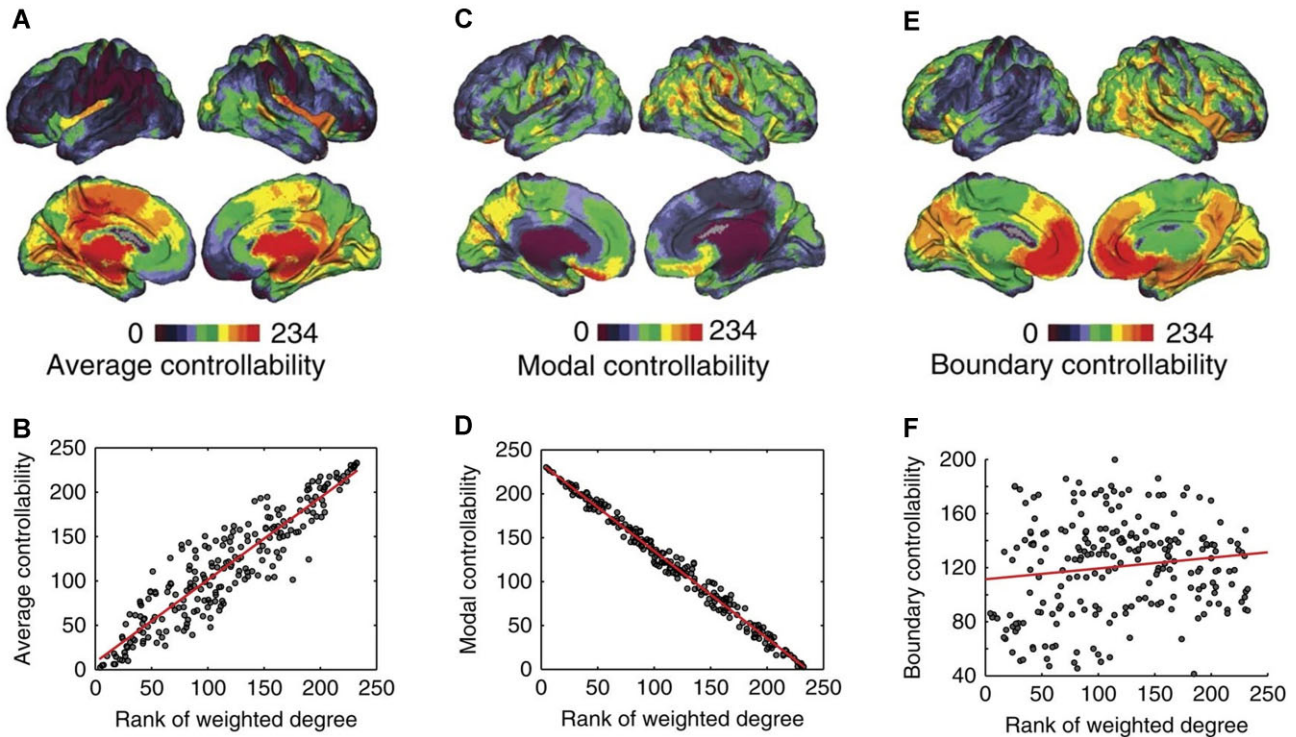 A
C
E
0 234
Average controllability
0 234
Modal controllability
0 234
Boundary controllability
B
Average controllability
250
200
150
100
50
0
0 50 100 150 200 250
Rank of weighted degree
D
Modal controllability
250
200
150
100
50
0
0 50 100 150 200 250
Rank of weighted degree
F
Boundary controllability
200
160
140
120
80
40
0 50 100 150 200 250
Rank of weighted degree